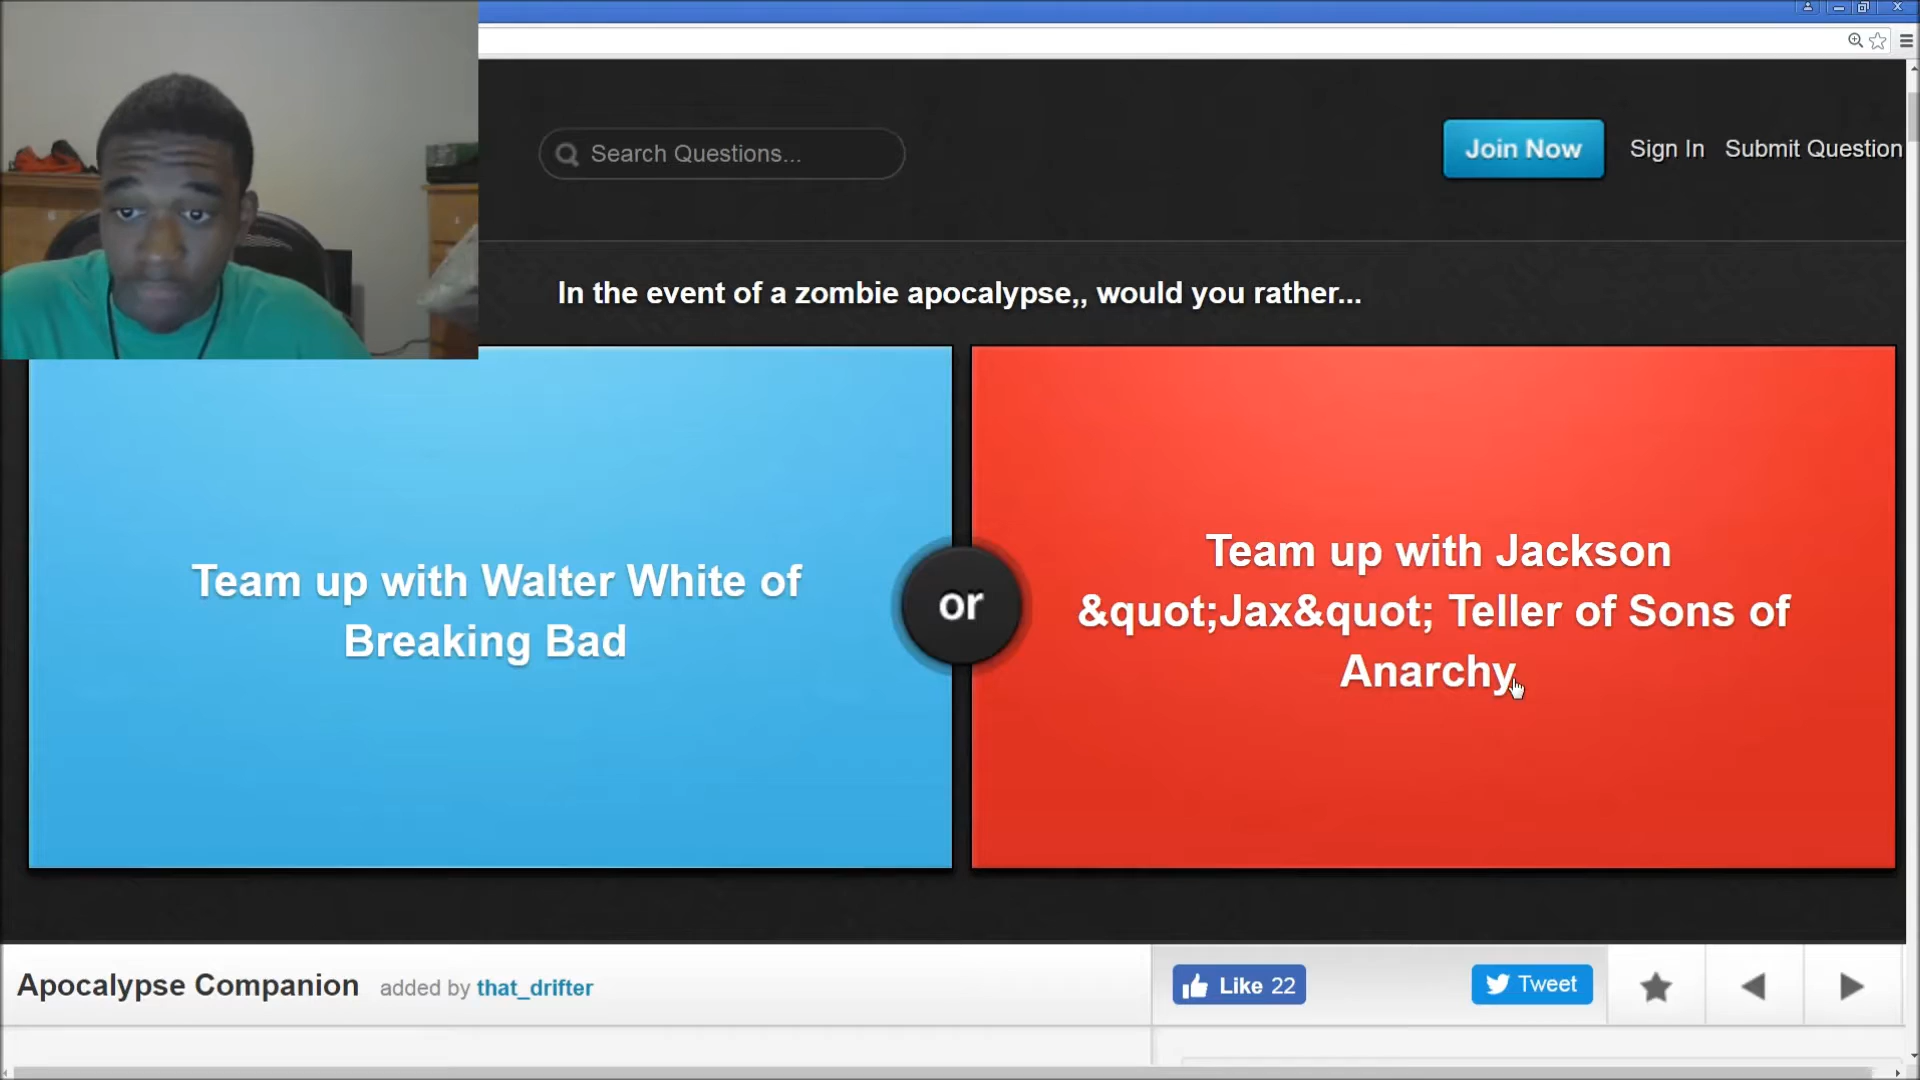 Search Questions...
Join Now
Sign In
Submit Question
In the event of a zombie apocalypse,, would you rather...
Team up with Walter White of
Breaking Bad
or
Team up with Jackson
&quot;Jax&quot; Teller of Sons of
Anarchy
Apocalypse Companion
added by that_drifter
Like 22
Tweet